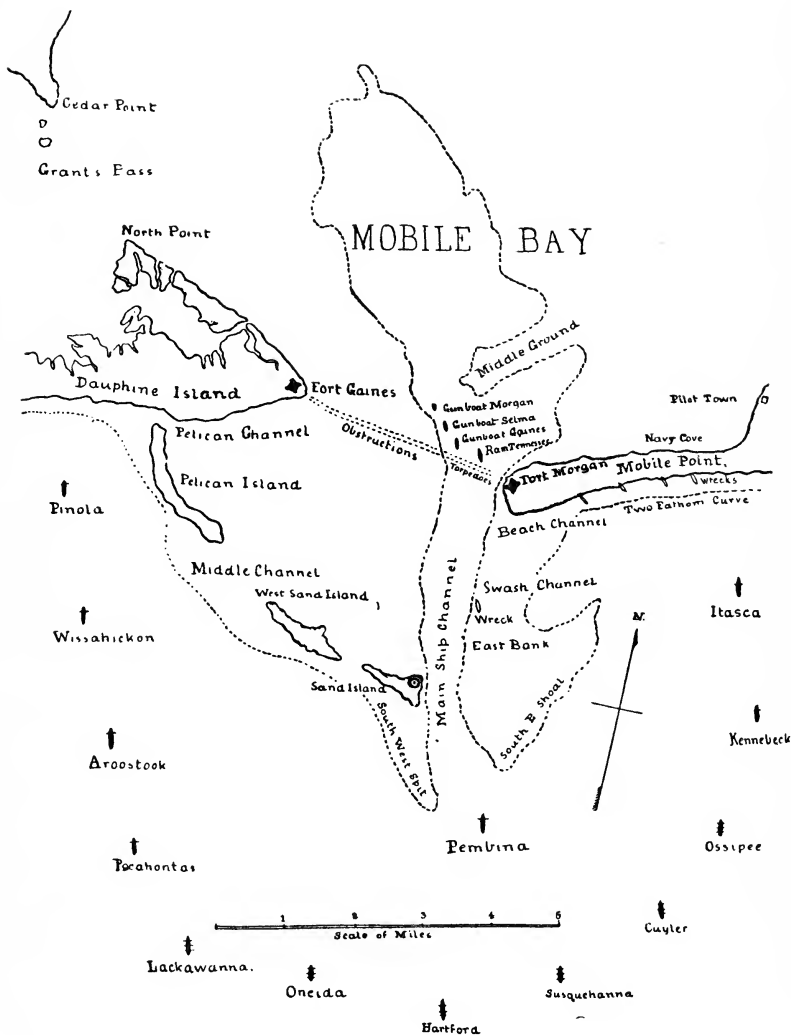 Cedar Point
Grants Pass
North Point
MOBILE BAY
Middle Ground
Dauphine Island
Fort Gaines
Gunboat Morgan
Gunboat Selma
Gunboat Gaines
Ram Tennessee
Pilot Town
Pelican Channel
Obstructions
Torpedoes
Navy Cove
Fort Morgan
Mobile Point.
Wrecks
Two Fathom Curve
Beach Channel
Pelican Island
Pinola
Middle Channel
West Sand Island
Swash Channel
Wreck
Itasca
N.
Wissahickon
Main Ship Channel
East Bank
Sand Island
South E Shoal
South West Spit
Kennebeck
Aroostook
Pembina
Ossipee
Pocahontas
1 2 3 4 5
Scale of Miles
Cuyler
Lackawanna.
Oneida
Susquehanna
Hartford